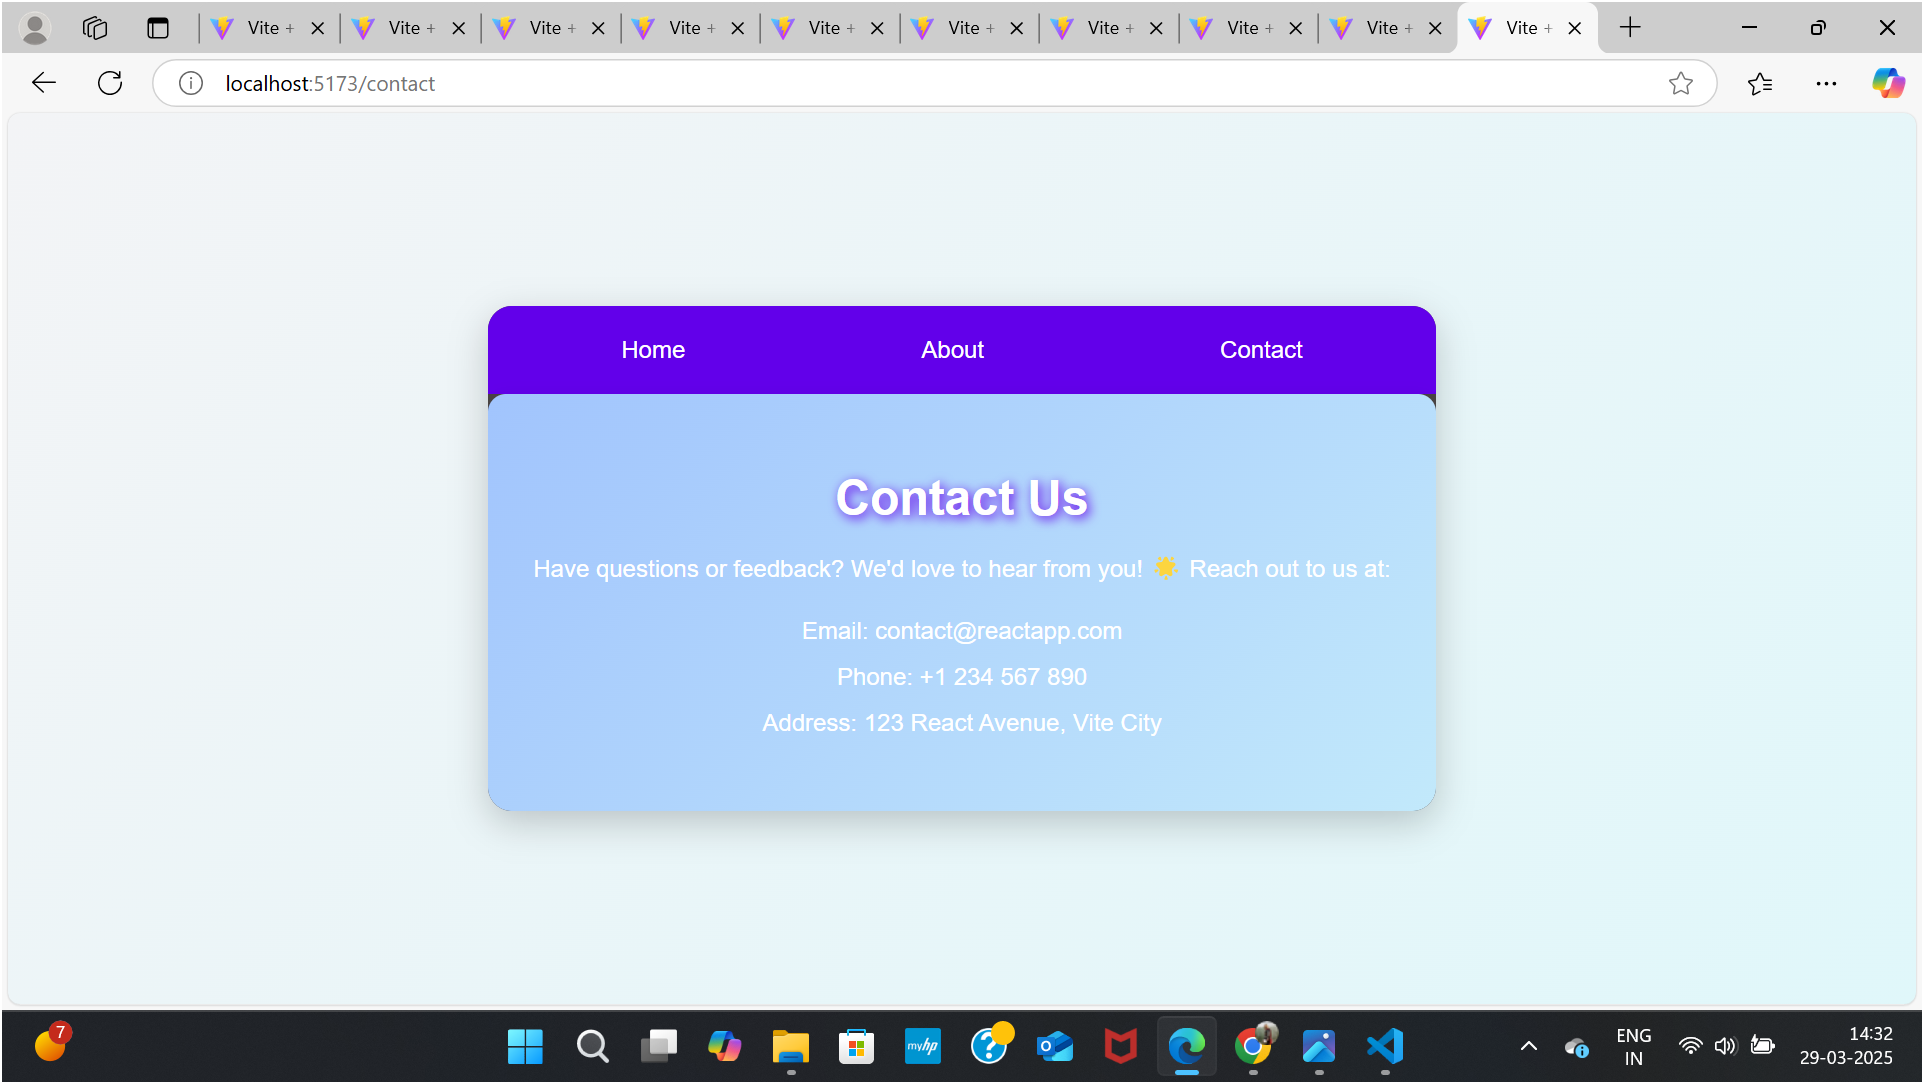 Vite +
Vite +
Vite +
Vite +
Vite +
Vite +
Vite +
Vite +
Vite +
Vite +
localhost:5173/contact
Home
About
Contact
Contact Us
Have questions or feedback? We'd love to hear from you! 🌟 Reach out to us at:
Email: contact@reactapp.com
Phone: +1 234 567 890
Address: 123 React Avenue, Vite City
7
myhp
ENG
IN
14:32
29-03-2025